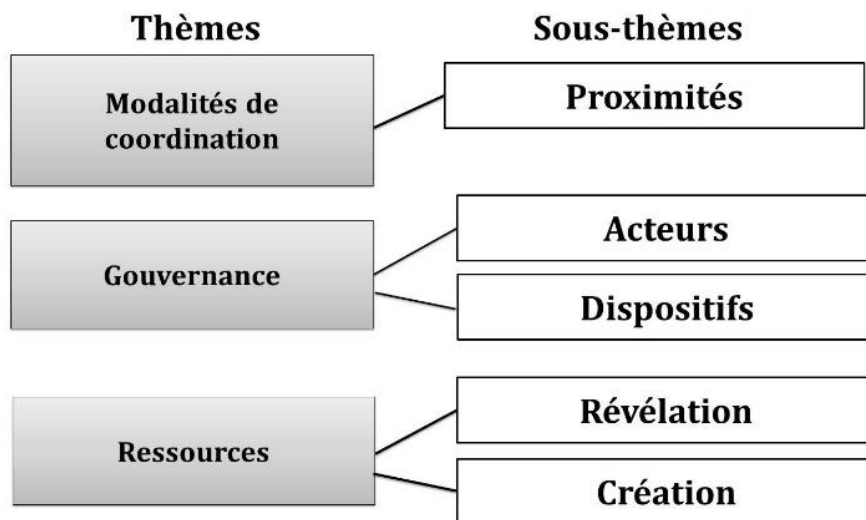 Thèmes
Sous-thèmes
Modalités de
coordination
Proximités
Gouvernance
Acteurs
Dispositifs
Ressources
Révélation
Création